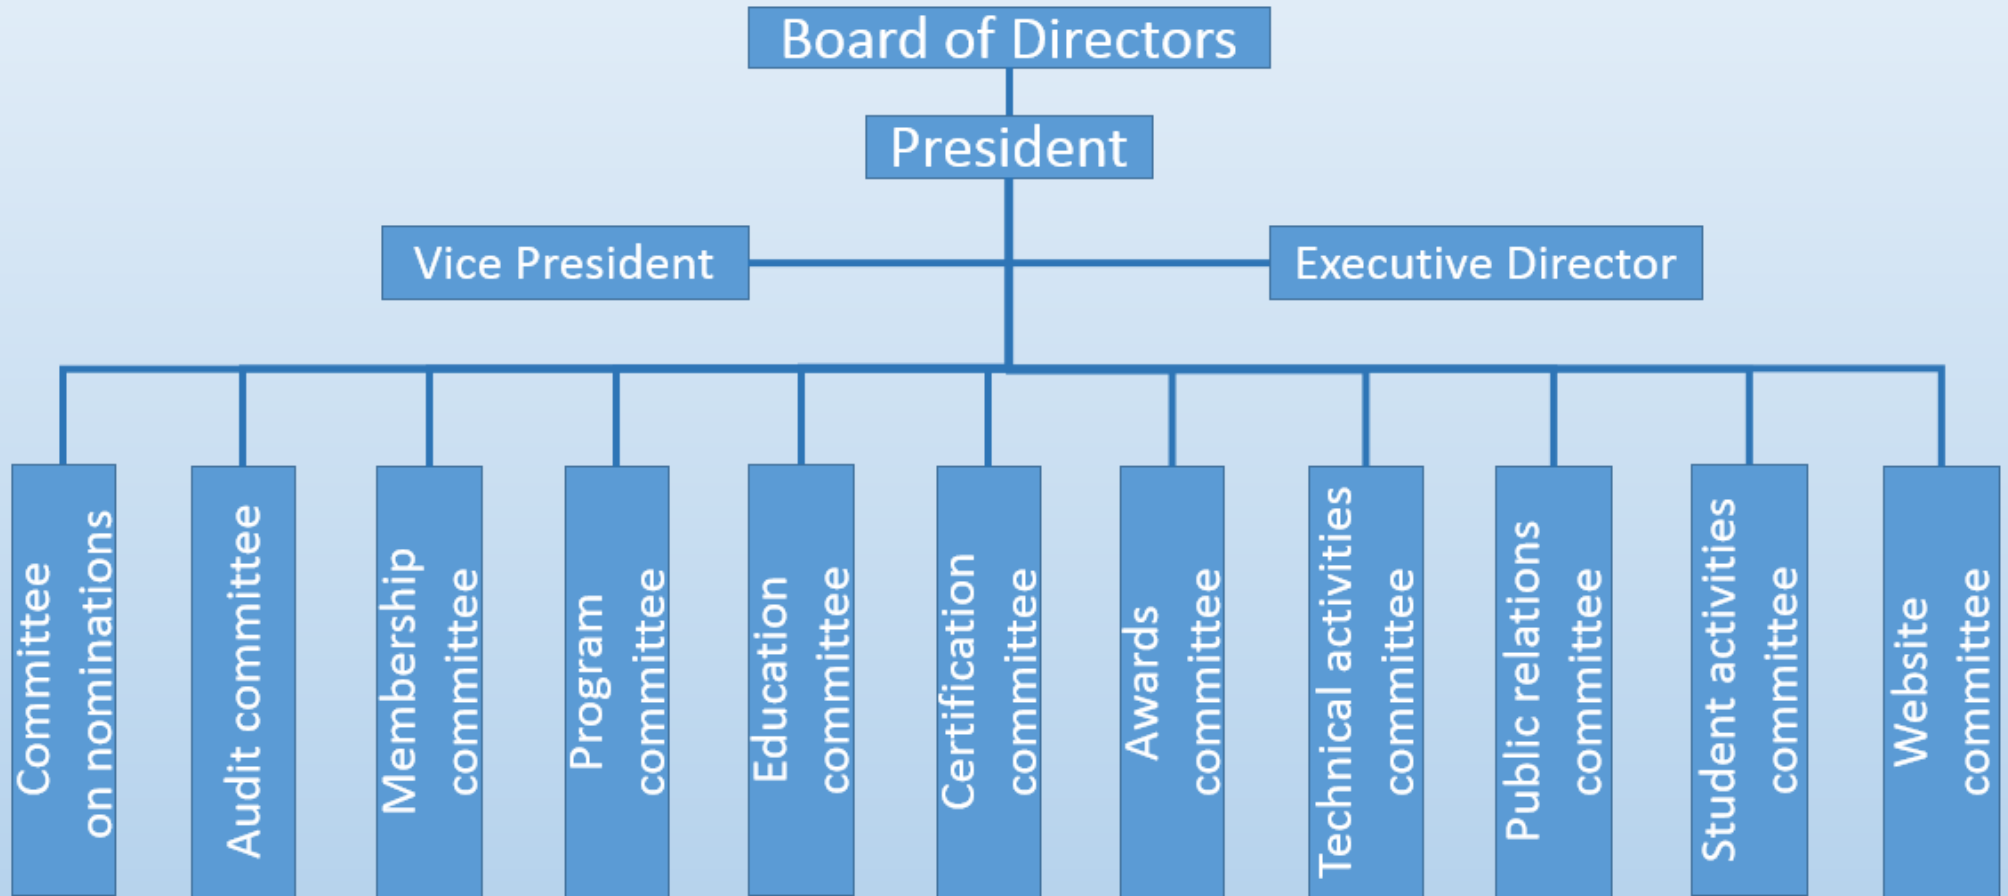 Board of Directors
President
Vice President
Executive Director
Committee
on nominations
Audit committee
Membership
committee
Program
committee
Education
committee
Certification
committee
Awards
committee
Technical activities
committee
Public relations
committee
Student activities
committee
Website
committee